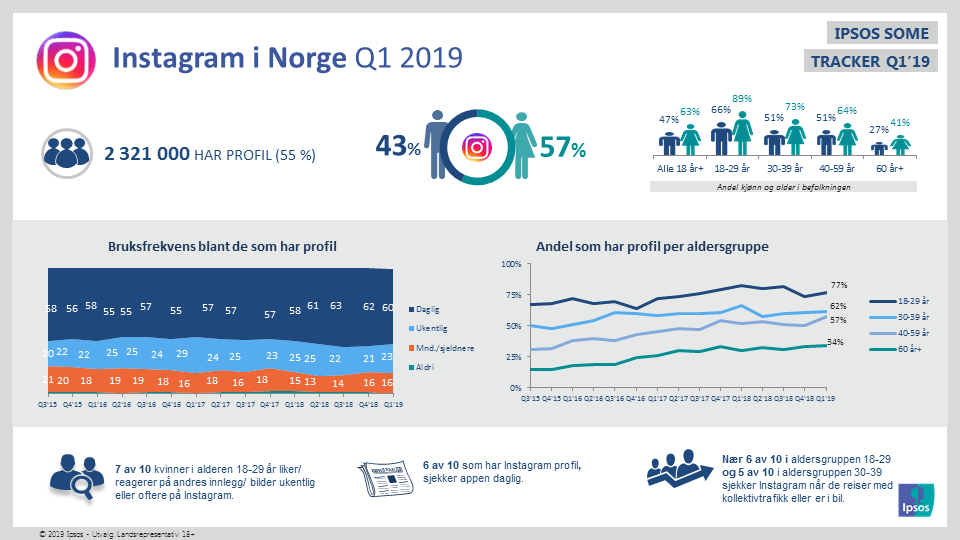 Instagram i Norge Q1 2019
IPSOS SOME
TRACKER Q1'19
2 321 000 HAR PROFIL (55 %)
43%
57%
47% 63% 66% 89% 51% 73% 51% 64% 27% 41%
Alle 18 år+ 18-29 år 30-39 år 40-59 år 60 år+
Andel kjønn og alder i befolkningen
Bruksfrekvens blant de som har profil
58 56 58 55 55 57 55 57 57 57 58 61 63 62 60
20 22 22 25 25 24 29 24 25 23 25 25 22 21 23
21 20 18 19 19 18 16 18 16 18 15 13 14 16 16
Q3'15 Q4'15 Q1'16 Q2'16 Q3'16 Q4'16 Q1'17 Q2'17 Q3'17 Q4'17 Q1'18 Q2'18 Q3'18 Q4'18 Q1'19
Daglig
Ukentlig
Mnd./sjeldnere
Aldri
Andel som har profil per aldersgruppe
100%
75%
50%
25%
0%
77%
62%
57%
34%
Q3'15 Q4'15 Q1'16 Q2'16 Q3'16 Q4'16 Q1'17 Q2'17 Q3'17 Q4'17 Q1'18 Q2'18 Q3'18 Q4'18 Q1'19
18-29 år
30-39 år
40-59 år
60 år+
7 av 10 kvinner i alderen 18-29 år liker/
reagerer på andres innlegg/ bilder ukentlig
eller oftere på Instagram.
6 av 10 som har Instagram profil,
sjekker appen daglig.
Nær 6 av 10 i aldersgruppen 18-29
og 5 av 10 i aldersgruppen 30-39
sjekker Instagram når de reiser med
kollektivtrafikk eller er i bil.
Ipsos
© 2019 Ipsos - Utvalg: Landsrepresentativ 18+